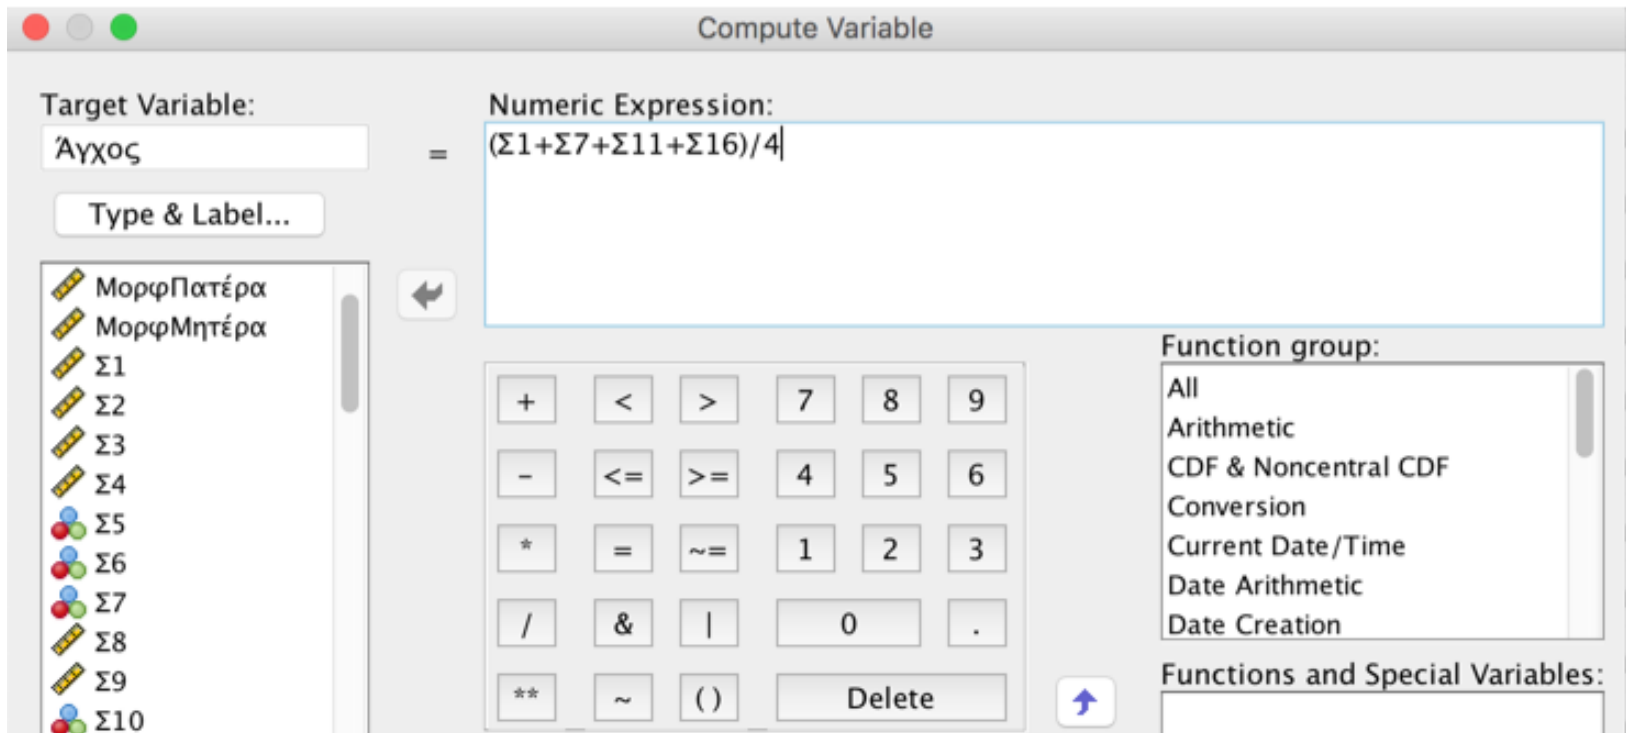 Compute Variable
Target Variable:
Άγχος
=
Numeric Expression:
(Σ1+Σ7+Σ11+Σ16)/4
Type & Label...
ΜορφΠατέρα
ΜορφΜητέρα
Σ1
Σ2
Σ3
Σ4
Σ5
Σ6
Σ7
Σ8
Σ9
Σ10
+ < > 7 8 9
- <= >= 4 5 6
* = ~= 1 2 3
/ & | 0 .
** ~ () Delete
Function group:
All
Arithmetic
CDF & Noncentral CDF
Conversion
Current Date/Time
Date Arithmetic
Date Creation
Functions and Special Variables: